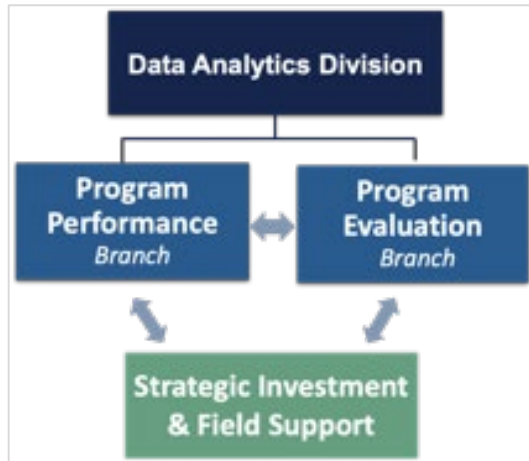 Data Analytics Division
Program
Performance
Branch
Program
Evaluation
Branch
Strategic Investment
& Field Support